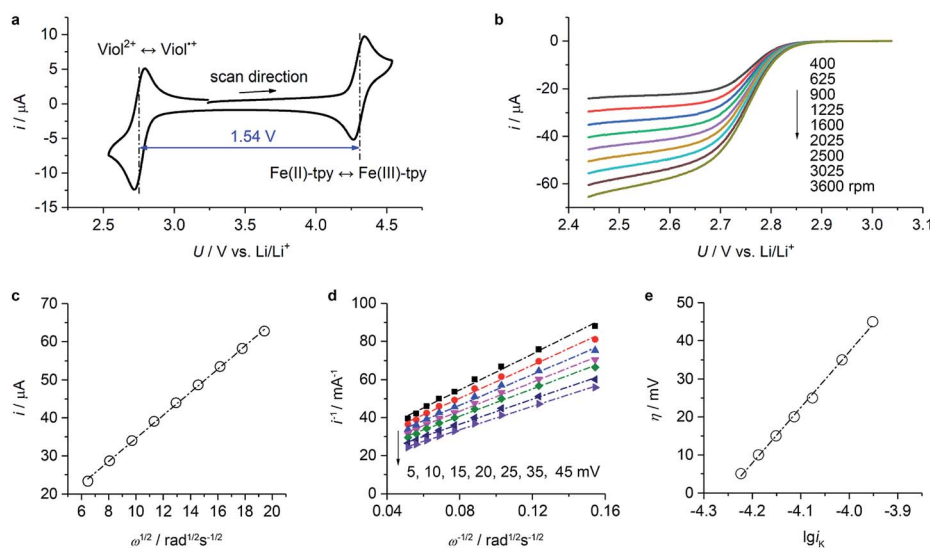 a
Viol²⁺ ↔ Viol•⁺
scan direction
1.54 V
Fe(II)-tpy ↔ Fe(III)-tpy
i / μA
10
5
0
-5
-10
-15
2.5 3.0 3.5 4.0 4.5
U / V vs. Li/Li⁺
b
i / μA
0
-20
-40
-60
400
625
900
1225
1600
2025
2500
3025
3600 rpm
2.4 2.5 2.6 2.7 2.8 2.9 3.0 3.1
U / V vs. Li/Li⁺
c
i / μA
70
60
50
40
30
20
6 8 10 12 14 16 18 20
ω¹/² / rad¹/²s⁻¹/²
d
i⁻¹ / mA⁻¹
100
80
60
40
20
0
5, 10, 15, 20, 25, 35, 45 mV
0.04 0.08 0.12 0.16
ω⁻¹/² / rad¹/²s⁻¹/²
e
η / mV
50
40
30
20
10
0
-4.3 -4.2 -4.1 -4.0 -3.9
lgi_K